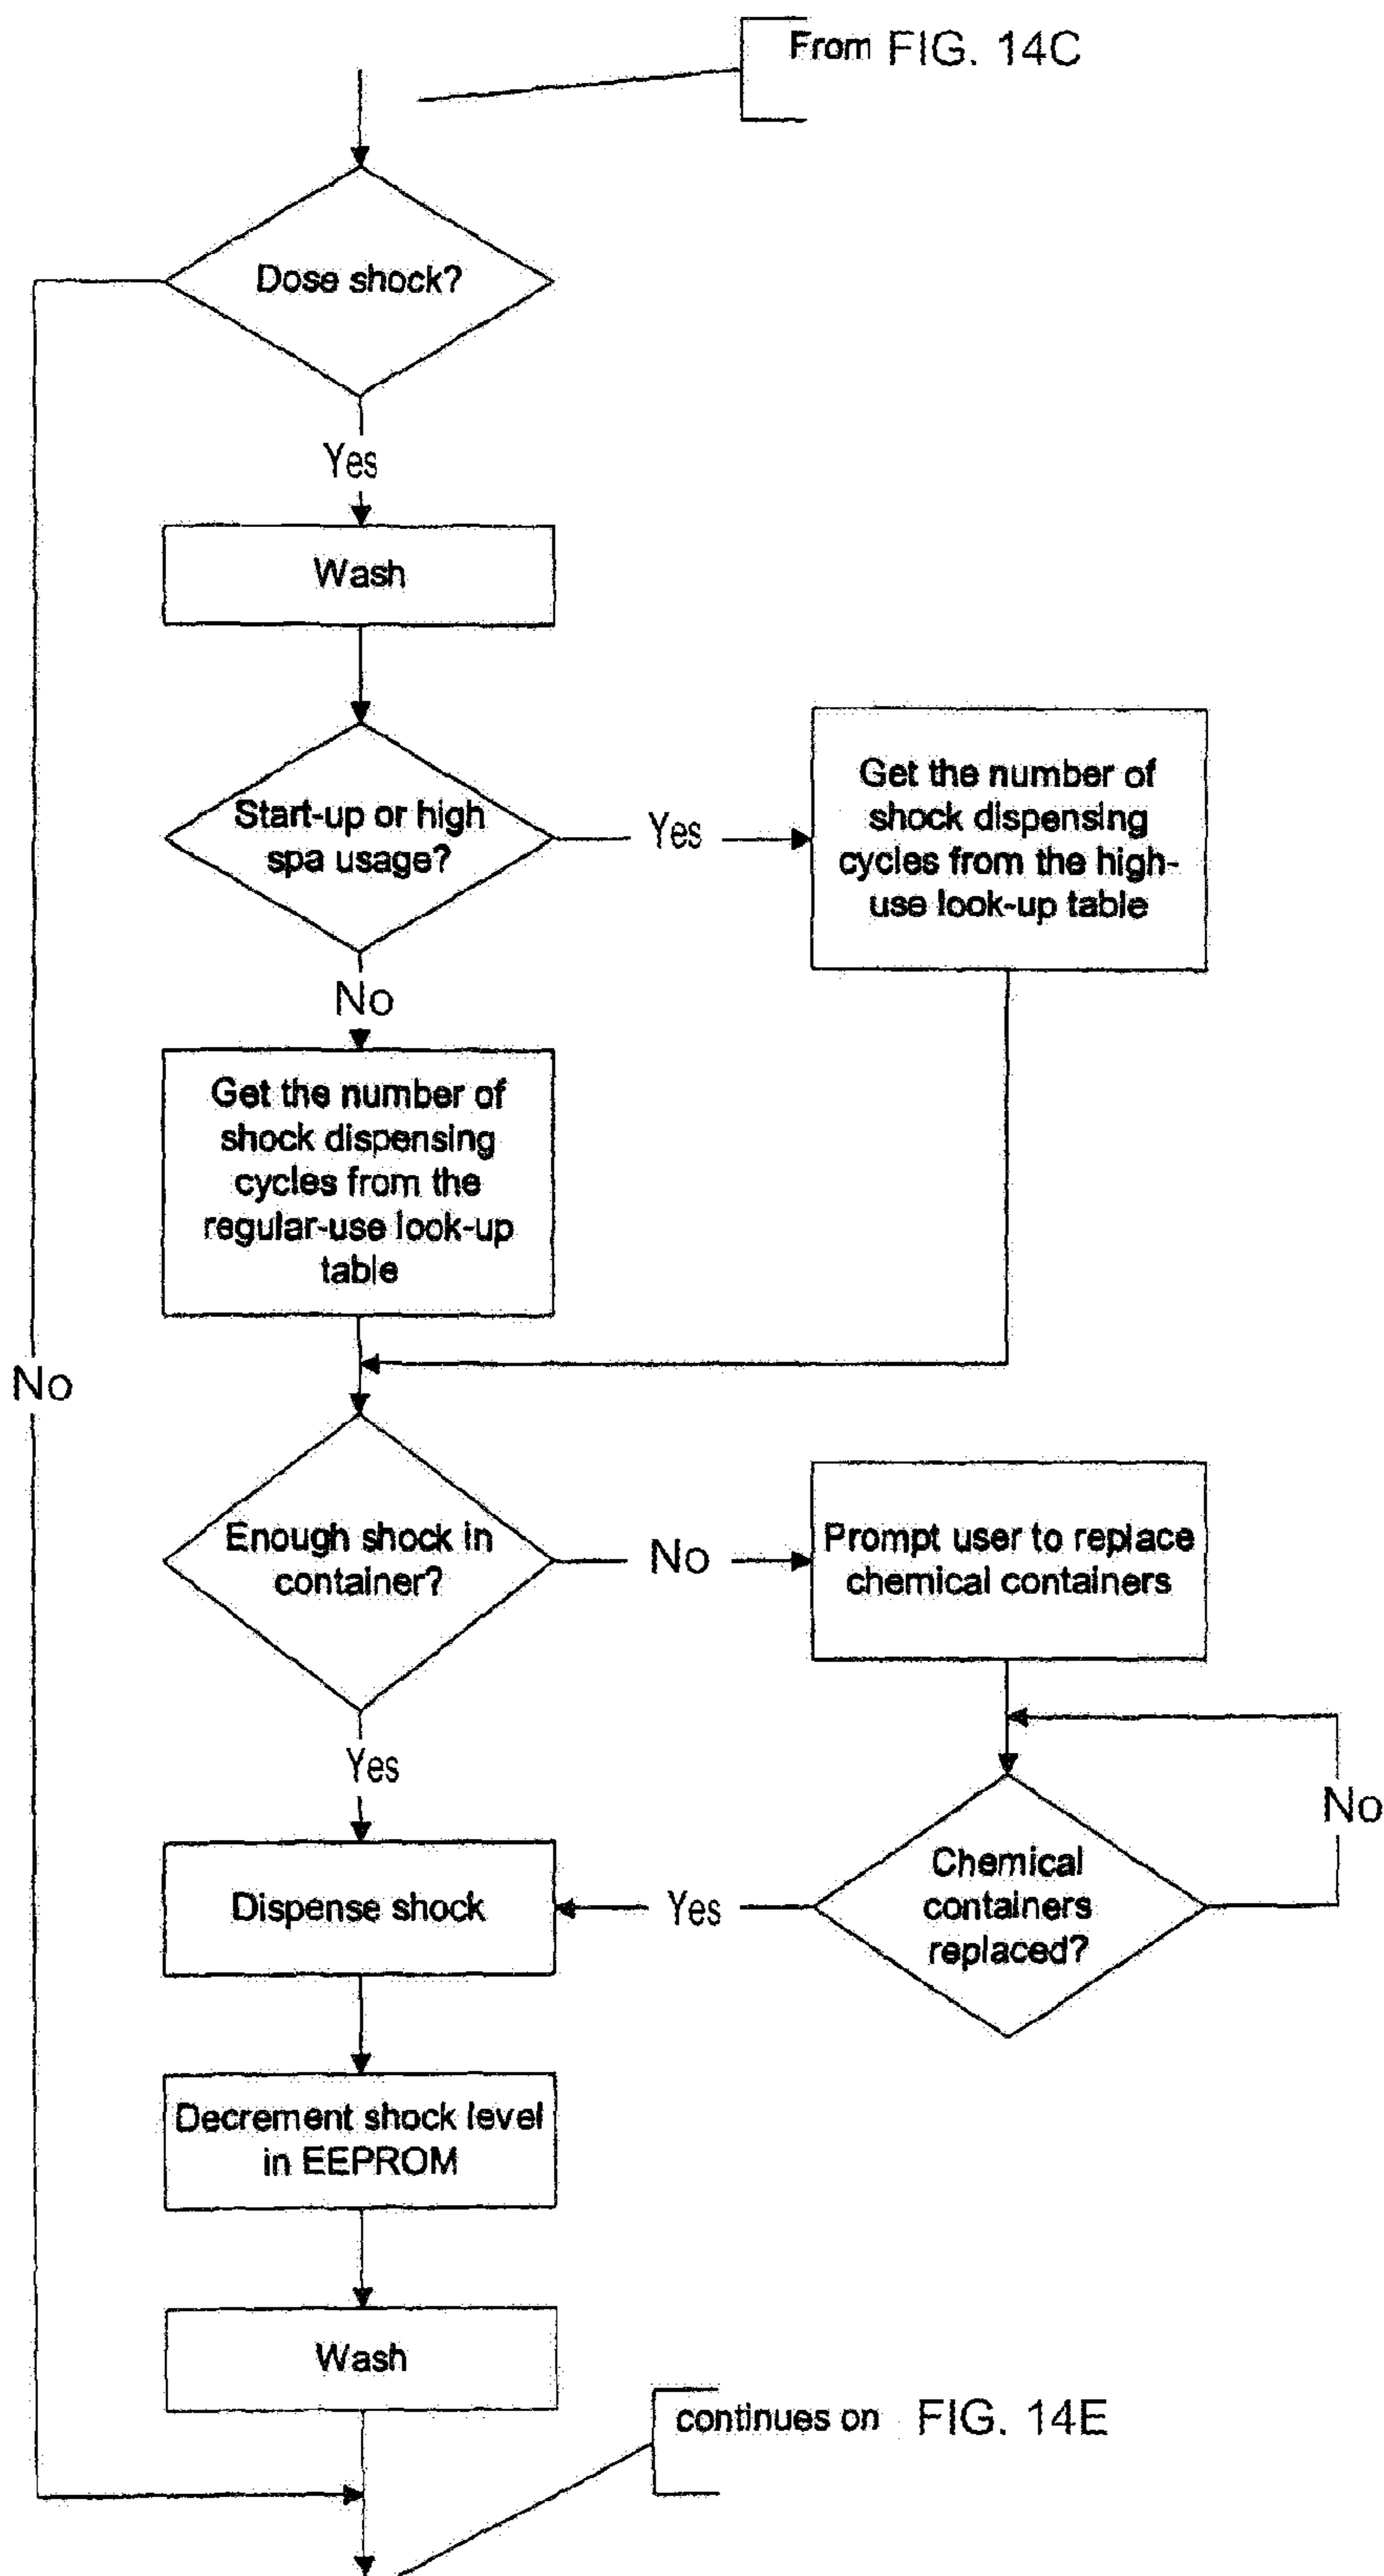 From FIG. 14C
Dose shock?
Yes
Wash
Start-up or high
spa usage?
Yes
Get the number of
shock dispensing
cycles from the high-
use look-up table
No
Get the number of
shock dispensing
cycles from the
regular-use look-up
table
No
Enough shock in
container?
No
Prompt user to replace
chemical containers
Yes
No
Chemical
containers
replaced?
Yes
Dispense shock
Decrement shock level
in EEPROM
Wash
continues on FIG. 14E